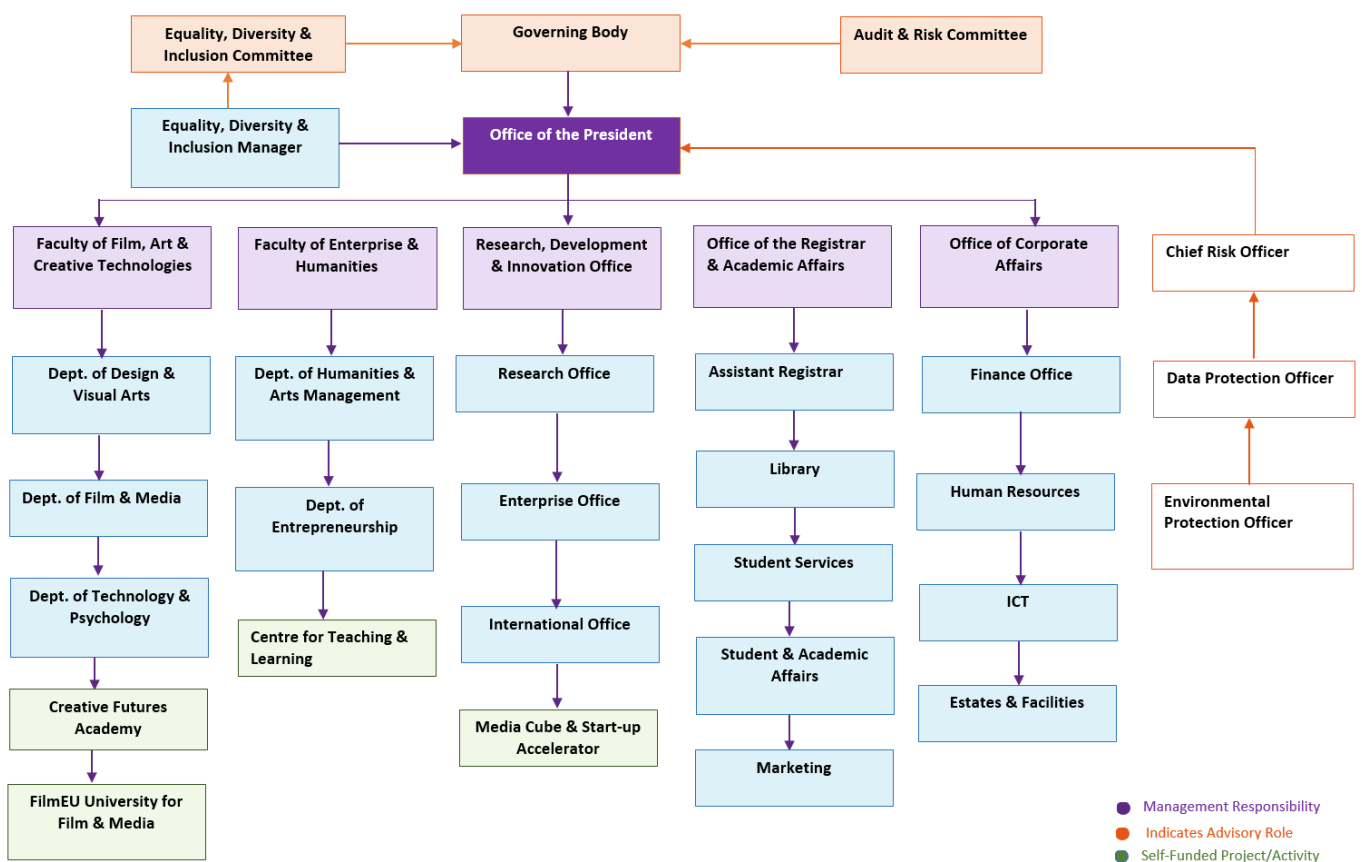 Equality, Diversity &
Inclusion Committee
Governing Body
Audit & Risk Committee
Equality, Diversity &
Inclusion Manager
Office of the President
Faculty of Film, Art &
Creative Technologies
Faculty of Enterprise &
Humanities
Research, Development
& Innovation Office
Office of the Registrar
& Academic Affairs
Office of Corporate
Affairs
Chief Risk Officer
Dept. of Design &
Visual Arts
Dept. of Humanities &
Arts Management
Research Office
Assistant Registrar
Finance Office
Data Protection Officer
Dept. of Film & Media
Dept. of
Entrepreneurship
Enterprise Office
Library
Human Resources
Environmental
Protection Officer
Dept. of Technology &
Psychology
Centre for Teaching &
Learning
International Office
Student Services
ICT
Creative Futures
Academy
Media Cube & Start-up
Accelerator
Student & Academic
Affairs
Estates & Facilities
FilmEU University for
Film & Media
Marketing
Management Responsibility
Indicates Advisory Role
Self-Funded Project/Activity